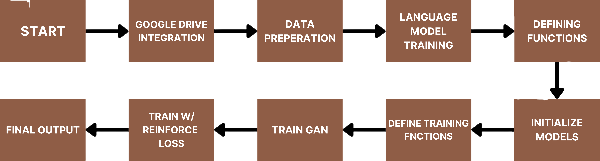 START
GOOGLE DRIVE
INTEGRATION
DATA
PREPERATION
LANGUAGE
MODEL
TRAINING
DEFINING
FUNCTIONS
INITIALIZE
MODELS
DEFINE TRAINING
FNCTIONS
TRAIN GAN
TRAIN W/
REINFORCE
LOSS
FINAL OUTPUT